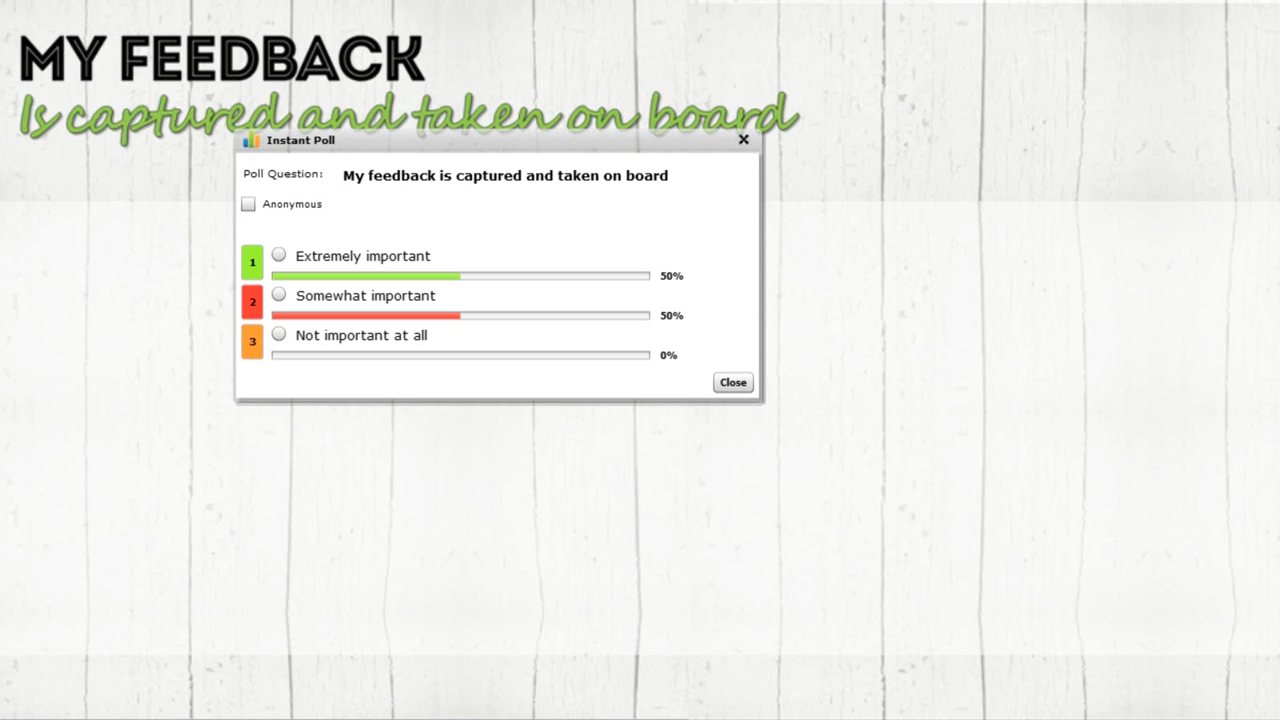 MY FEEDBACK
Is captured and taken on board
Instant Poll
Poll Question: My feedback is captured and taken on board
Anonymous
1 Extremely important
50%
2 Somewhat important
50%
3 Not important at all
0%
Close